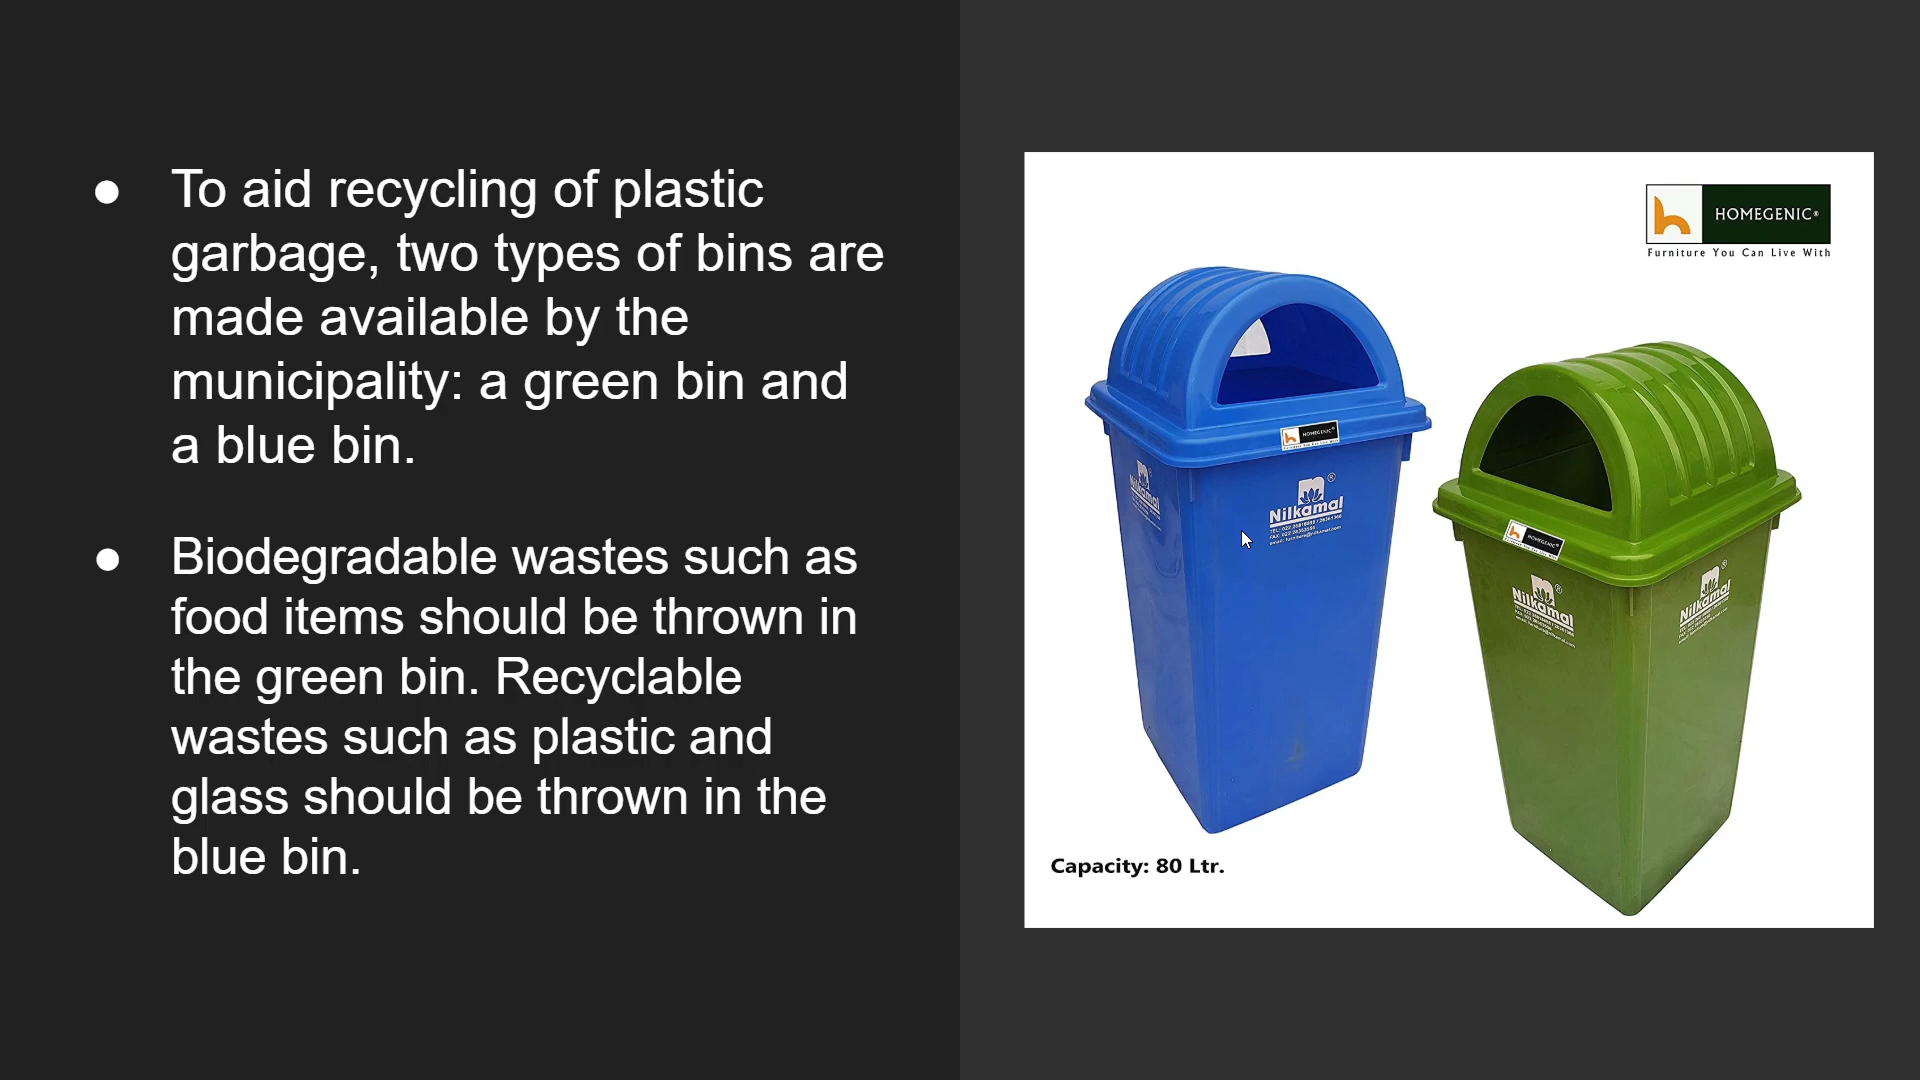 ● To aid recycling of plastic
garbage, two types of bins are
made available by the
municipality: a green bin and
a blue bin.
● Biodegradable wastes such as
food items should be thrown in
the green bin. Recyclable
wastes such as plastic and
glass should be thrown in the
blue bin.
HOMEGENIC®
Furniture You Can Live With
HOMEGENIC
Nilkamal
Nilkamal
HOMEGENIC
Nilkamal
Nilkamal
Capacity: 80 Ltr.